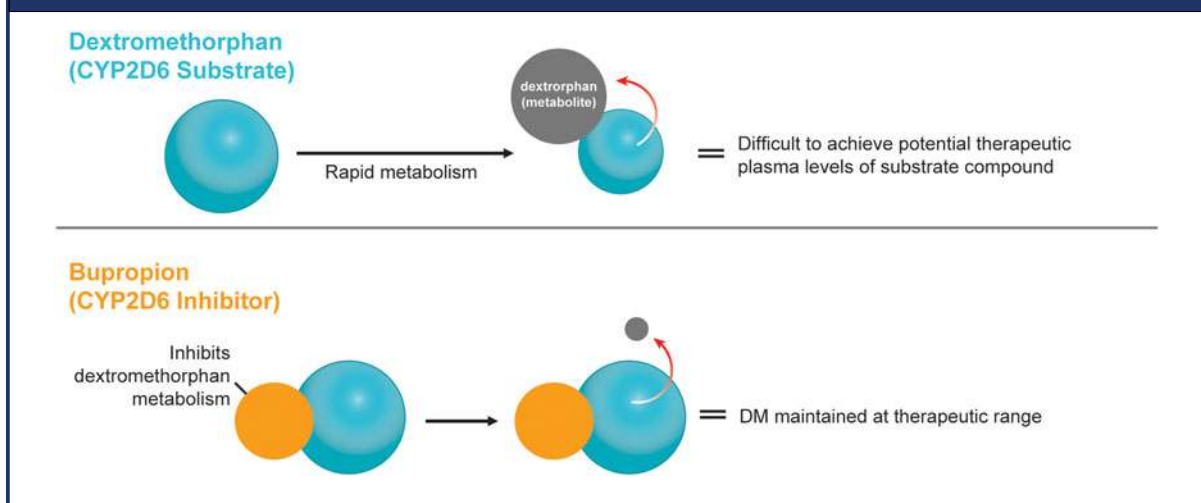 Dextromethorphan
(CYP2D6 Substrate)
dextrorphan
(metabolite)
Rapid metabolism
=
Difficult to achieve potential therapeutic
plasma levels of substrate compound
Bupropion
(CYP2D6 Inhibitor)
Inhibits
dextromethorphan
metabolism
=
DM maintained at therapeutic range